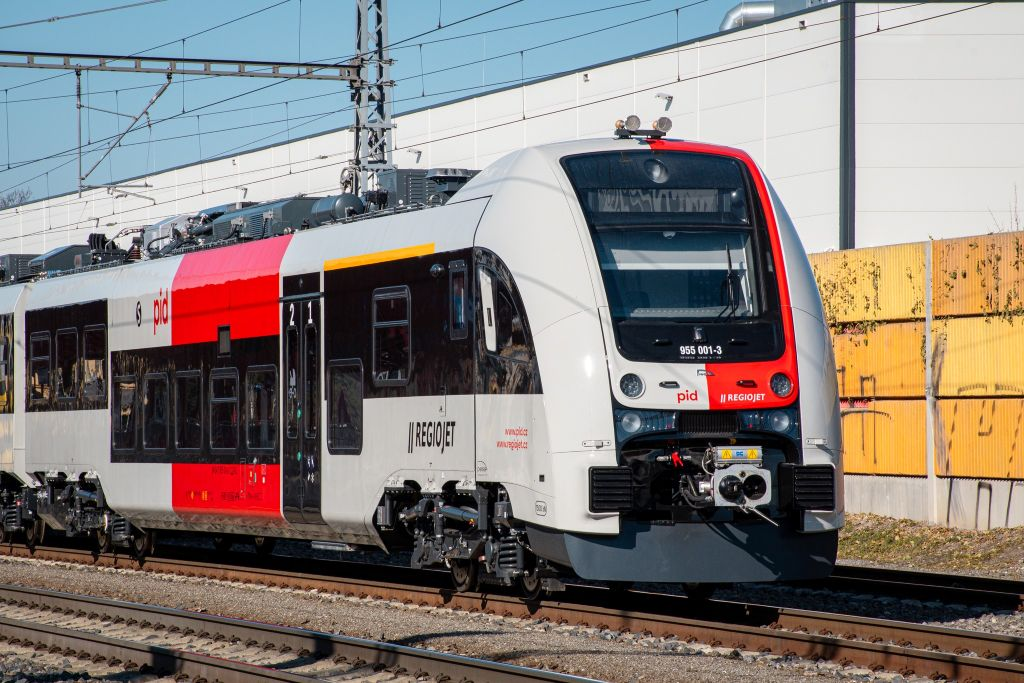 pid
2 1
955 001-3
pid
REGIOJET
REGIOJET
www.pid.cz
www.regiojet.cz